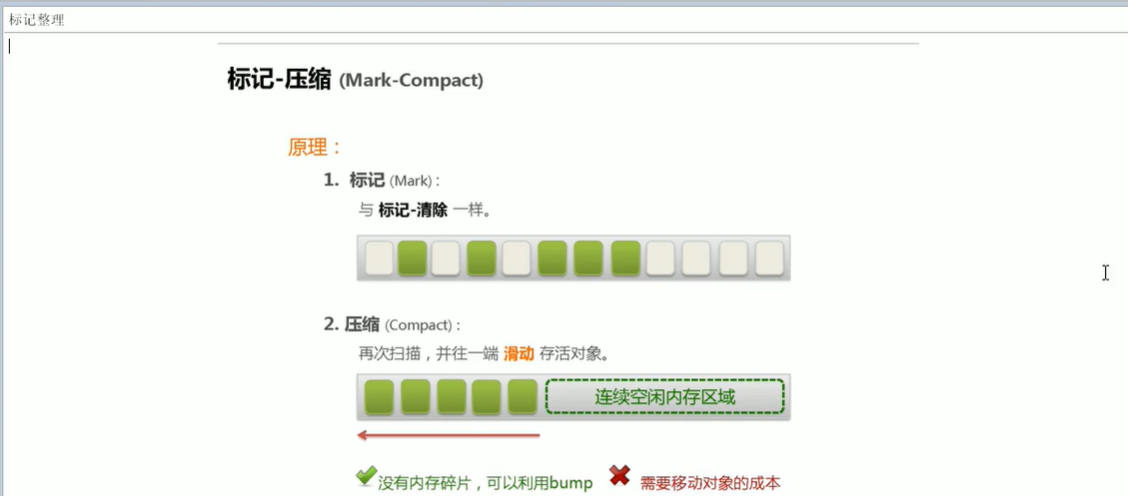 标记整理
标记-压缩 (Mark-Compact)
原理：
1. 标记 (Mark)：
与 标记-清除 一样。
2. 压缩 (Compact)：
再次扫描，并往一端 滑动 存活对象。
连续空闲内存区域
没有内存碎片，可以利用bump 需要移动对象的成本